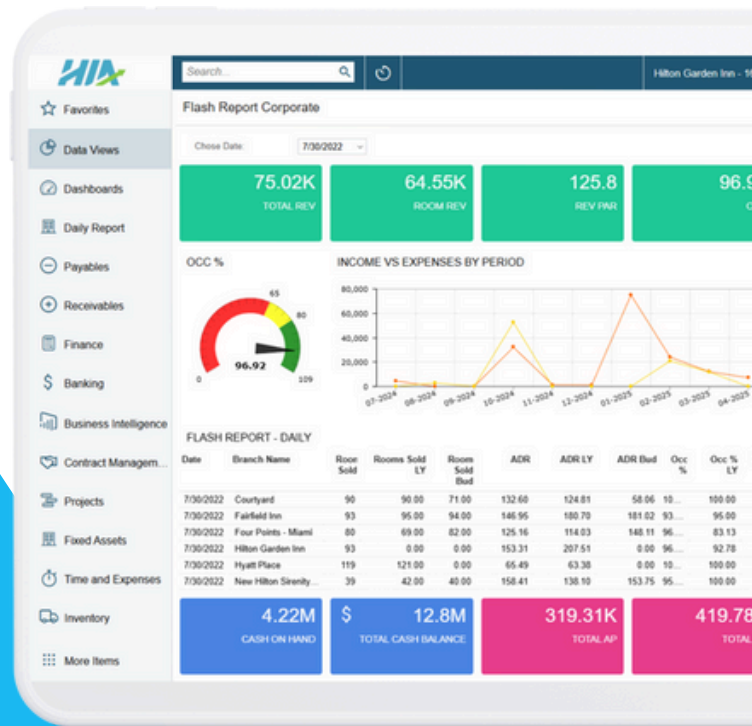 HIA
Search...
Hilton Garden Inn - 16
Favorites
Data Views
Dashboards
Daily Report
Payables
Receivables
Finance
Banking
Business Intelligence
Contract Managem...
Projects
Fixed Assets
Time and Expenses
Inventory
More Items
Flash Report Corporate
Chose Date: 7/30/2022
75.02K
TOTAL REV
64.55K
ROOM REV
125.8
REV PAR
96.9
OCC %
0
65
80
109
96.92
INCOME VS EXPENSES BY PERIOD
80,000
60,000
40,000
20,000
0
07-2024 08-2024 09-2024 10-2024 11-2024 12-2024 01-2025 02-2025 03-2025 04-2025
FLASH REPORT - DAILY
Date Branch Name Room Sold Rooms Sold LY Room Sold Bud ADR ADR LY ADR Bud Occ % Occ % LY
7/30/2022 Courtyard 90 90.00 71.00 132.60 124.81 58.06 10... 100.00
7/30/2022 Fairfield Inn 93 95.00 94.00 146.95 180.70 181.02 93.... 95.00
7/30/2022 Four Points - Miami 80 69.00 82.00 125.16 114.03 148.11 96.... 83.13
7/30/2022 Hilton Garden Inn 93 0.00 0.00 153.31 207.51 0.00 96.... 92.78
7/30/2022 Hyatt Place 119 121.00 0.00 65.49 63.38 0.00 10... 100.00
7/30/2022 New Hilton Sirenity... 39 42.00 40.00 158.41 138.10 153.75 95.... 100.00
4.22M
CASH ON HAND
$ 12.8M
TOTAL CASH BALANCE
319.31K
TOTAL AP
419.78
TOTAL